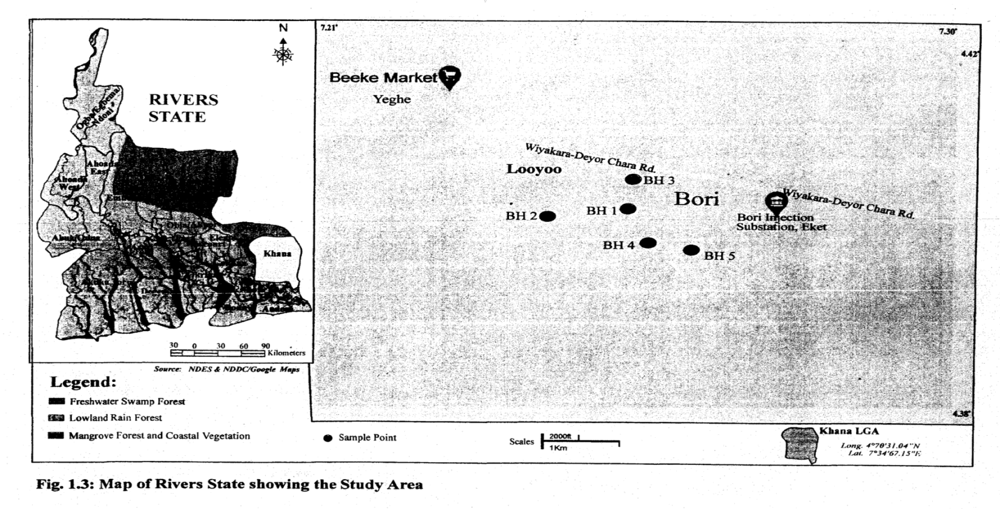 N
RIVERS
STATE
Ogba/Egbema
Ndoni
Ahoada
East
Ahoada
West
Khana
30 0 30 60 90
Kilometers
Source: NDES & NDDC/Google Maps
7.21°
7.30°
4.42°
Beeke Market
Yeghe
Wiyakara-Deyor Chara Rd.
Looyoo
BH 3
Bori
Wiyakara-Deyor Chara Rd.
BH 2
BH 1
Bori Injection
Substation, Eket
BH 4
BH 5
4.38°
Legend:
Freshwater Swamp Forest
Lowland Rain Forest
Mangrove Forest and Coastal Vegetation
Sample Point
Scales
2000ft
1Km
Khana LGA
Long. 4°70'31.04"N
Lat. 7°34'67.15"E
Fig. 1.3: Map of Rivers State showing the Study Area